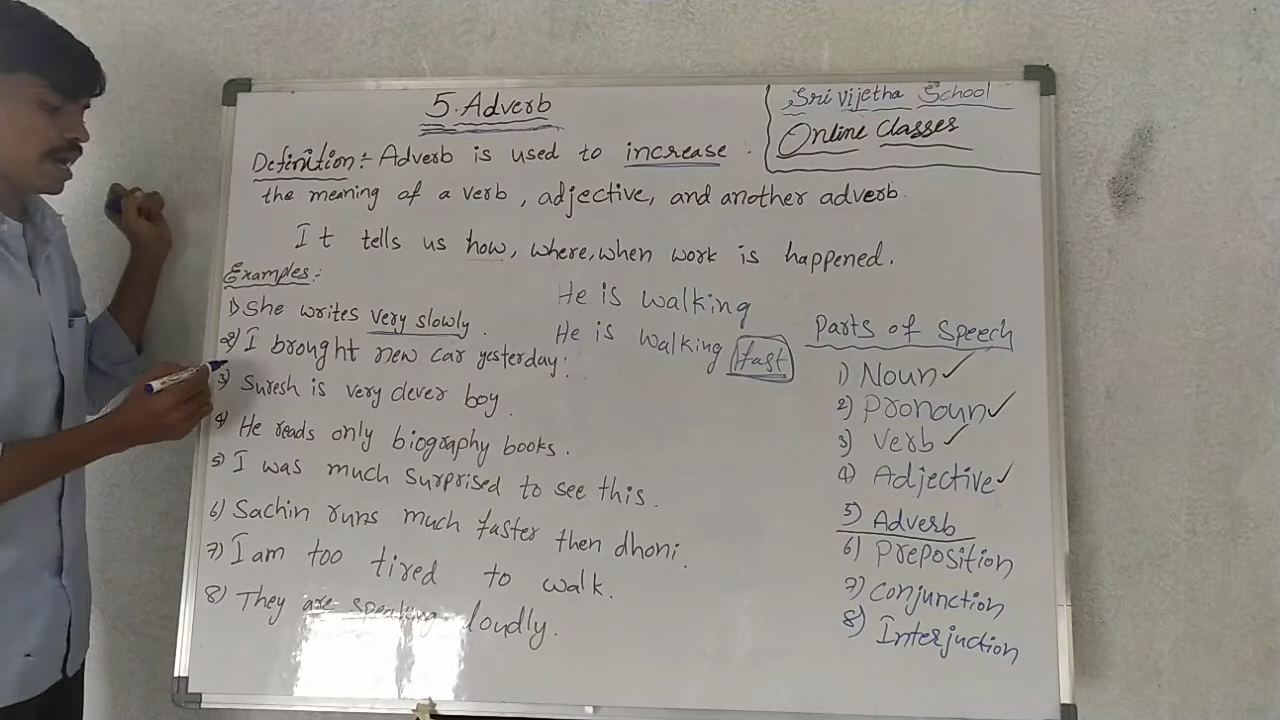 5. Adverb
Sri Vijetha School
Online Classes
Definition :- Adverb is used to increase
the meaning of a verb, adjective, and another adverb.
It tells us how, where, when work is happened.
Examples :-
1) She writes very slowly.
2) I brought new car yesterday.
3) Suresh is very clever boy.
4) He reads only biography books.
5) I was much surprised to see this.
6) Sachin runs much faster then dhoni.
7) I am too tired to walk.
8) They are speaking loudly.
He is walking
He is walking fast
Parts of Speech
1) Noun ✓
2) Pronoun ✓
3) Verb ✓
4) Adjective ✓
5) Adverb
6) Preposition
7) Conjunction
8) Interjuction